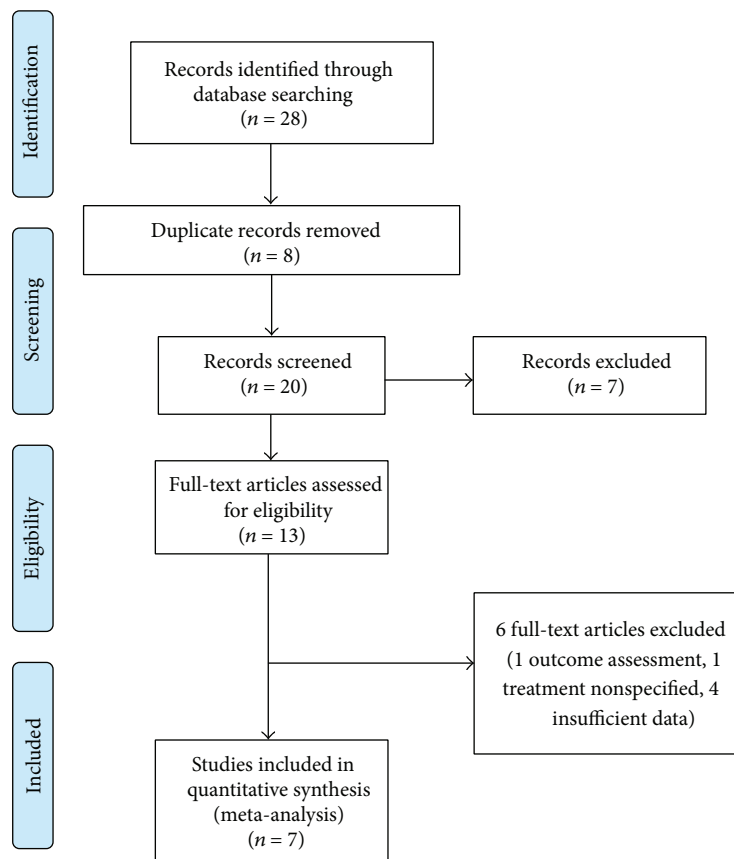 Identification
Records identified through
database searching
(n = 28)
Duplicate records removed
(n = 8)
Screening
Records screened
(n = 20)
Records excluded
(n = 7)
Eligibility
Full-text articles assessed
for eligibility
(n = 13)
6 full-text articles excluded
(1 outcome assessment, 1
treatment nonspecified, 4
insufficient data)
Included
Studies included in
quantitative synthesis
(meta-analysis)
(n = 7)